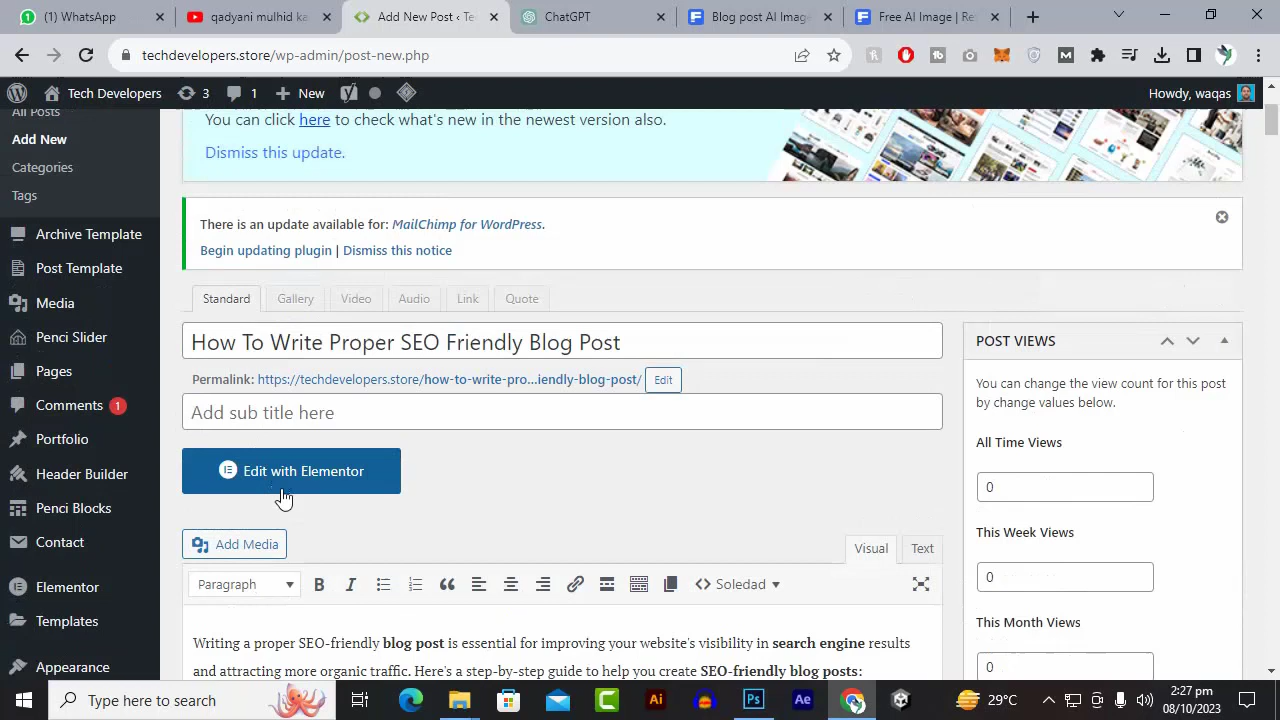 WhatsApp
qadyani mulhid ka
Add New Post - Te
ChatGPT
Blog post AI Image
Free AI Image | Re
techdevelopers.store/wp-admin/post-new.php
Tech Developers
3
1
New
Howdy, waqas
All Posts
Add New
Categories
Tags
Archive Template
Post Template
Media
Penci Slider
Pages
Comments 1
Portfolio
Header Builder
Penci Blocks
Contact
Elementor
Templates
Appearance
You can click here to check what's new in the newest version also.
Dismiss this update.
There is an update available for: MailChimp for WordPress.
Begin updating plugin | Dismiss this notice
Standard
Gallery
Video
Audio
Link
Quote
How To Write Proper SEO Friendly Blog Post
Permalink: https://techdevelopers.store/how-to-write-pro...iendly-blog-post/ Edit
Add sub title here
Edit with Elementor
Add Media
Visual
Text
Paragraph
B
I
Soledad
Writing a proper SEO-friendly blog post is essential for improving your website's visibility in search engine results
and attracting more organic traffic. Here's a step-by-step guide to help you create SEO-friendly blog posts:
POST VIEWS
You can change the view count for this post
by change values below.
All Time Views
0
This Week Views
0
This Month Views
0
Type here to search
Ai
Ps
Ae
29°C
2:27 pm
08/10/2023